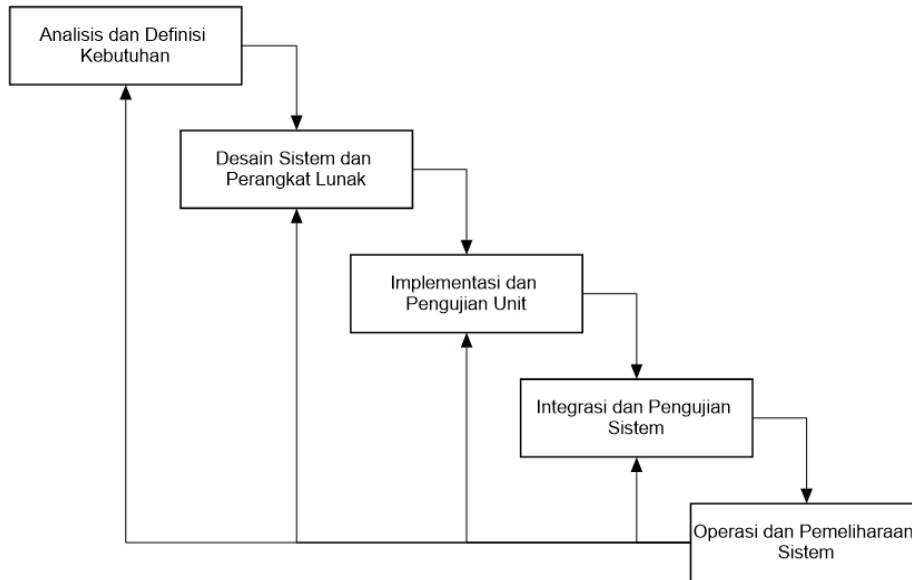 Analisis dan Definisi
Kebutuhan
Desain Sistem dan
Perangkat Lunak
Implementasi dan
Pengujian Unit
Integrasi dan Pengujian
Sistem
Operasi dan Pemeliharaan
Sistem